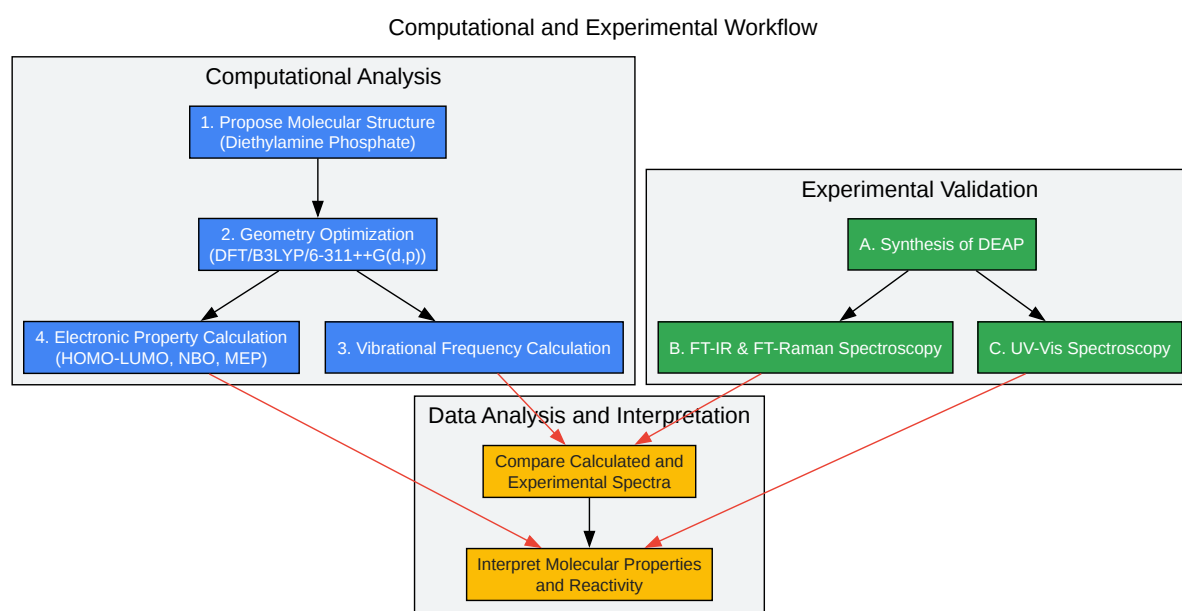 Computational and Experimental Workflow
Computational Analysis
1. Propose Molecular Structure
(Diethylamine Phosphate)
2. Geometry Optimization
(DFT/B3LYP/6-311++G(d,p))
4. Electronic Property Calculation
(HOMO-LUMO, NBO, MEP)
3. Vibrational Frequency Calculation
Experimental Validation
A. Synthesis of DEAP
B. FT-IR & FT-Raman Spectroscopy
C. UV-Vis Spectroscopy
Data Analysis and Interpretation
Compare Calculated and
Experimental Spectra
Interpret Molecular Properties
and Reactivity